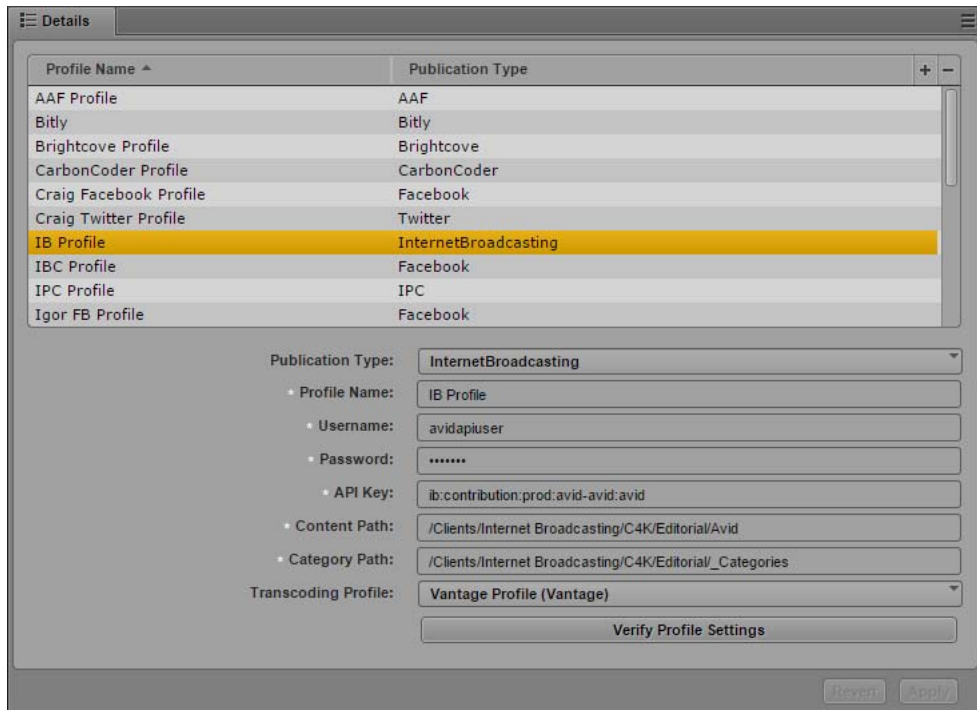 Details
Profile Name Publication Type + −
AAF Profile AAF
Bitly Bitly
Brightcove Profile Brightcove
CarbonCoder Profile CarbonCoder
Craig Facebook Profile Facebook
Craig Twitter Profile Twitter
IB Profile InternetBroadcasting
IBC Profile Facebook
IPC Profile IPC
Igor FB Profile Facebook
Publication Type: InternetBroadcasting
* Profile Name: IB Profile
* Username: avidapiuser
* Password: •••••••
* API Key: ib:contribution:prod:avid-avid:avid
* Content Path: /Clients/Internet Broadcasting/C4K/Editorial/Avid
* Category Path: /Clients/Internet Broadcasting/C4K/Editorial/_Categories
Transcoding Profile: Vantage Profile (Vantage)
Verify Profile Settings
Revert Apply